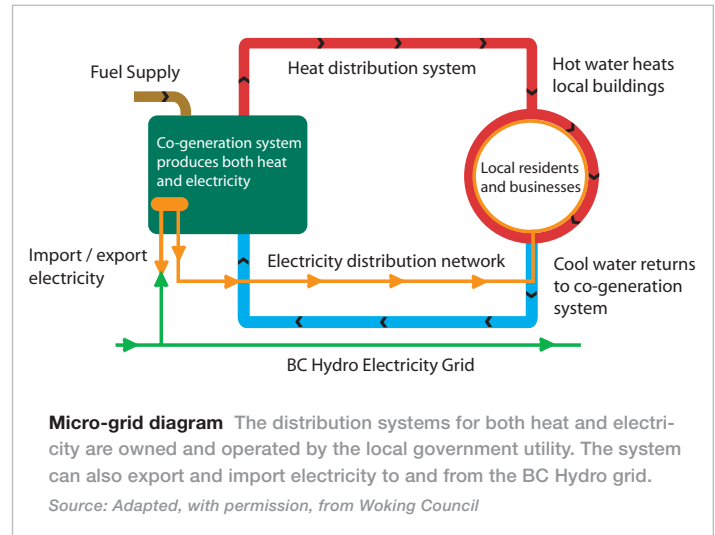 Fuel Supply
Heat distribution system
Hot water heats
local buildings
Co-generation system
produces both heat
and electricity
Local residents
and businesses
Import / export
electricity
Electricity distribution network
Cool water returns
to co-generation
system
BC Hydro Electricity Grid
Micro-grid diagram The distribution systems for both heat and electri-
city are owned and operated by the local government utility. The system
can also export and import electricity to and from the BC Hydro grid.
Source: Adapted, with permission, from Woking Council